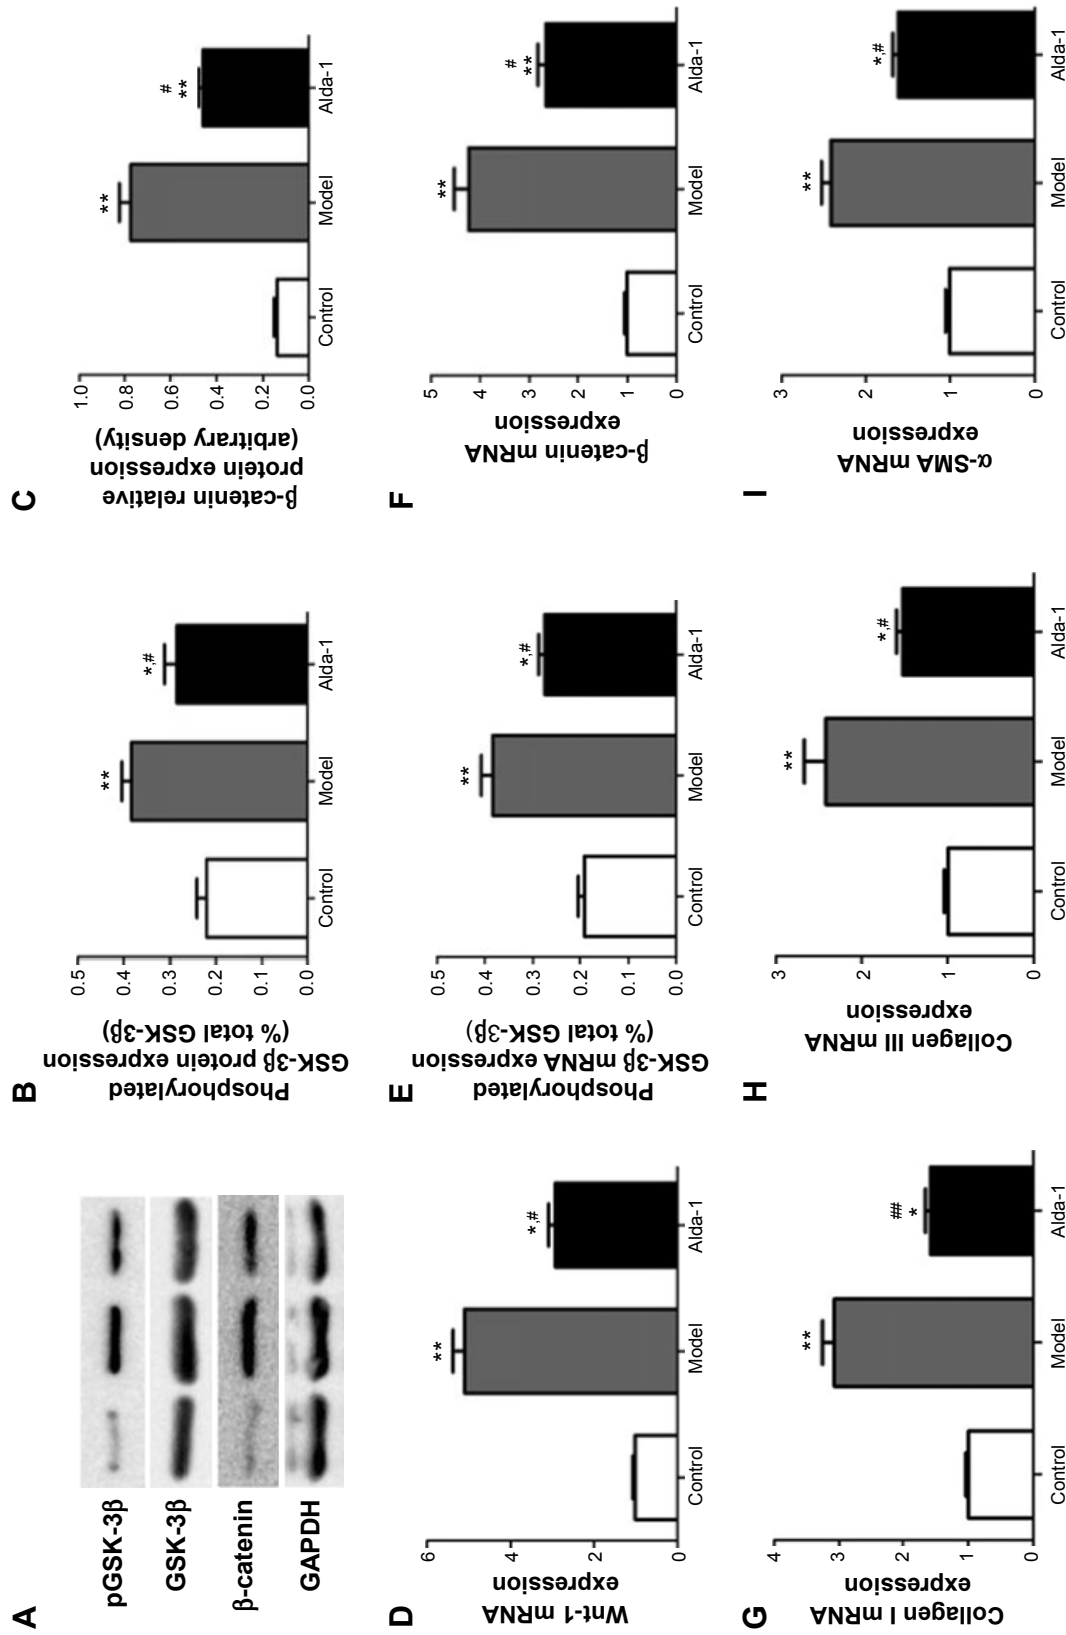 A
pGSK-3β
GSK-3β
β-catenin
GAPDH
B
Phosphorylated
GSK-3β protein expression
(% total GSK-3β)
0.5
0.4
0.3
0.2
0.1
0.0
**
*,#
Control
Model
Alda-1
C
β-catenin relative
protein expression
(arbitrary density)
1.0
0.8
0.6
0.4
0.2
0.0
**
#
**
Control
Model
Alda-1
D
Wnt-1 mRNA
expression
6
4
2
0
**
*,#
Control
Model
Alda-1
E
Phosphorylated
GSK-3β mRNA expression
(% total GSK-3β)
0.5
0.4
0.3
0.2
0.1
0.0
**
*,#
Control
Model
Alda-1
F
β-catenin mRNA
expression
5
4
3
2
1
0
**
#
**
Control
Model
Alda-1
G
Collagen I mRNA
expression
4
3
2
1
0
**
##
*
Control
Model
Alda-1
H
Collagen III mRNA
expression
3
2
1
0
**
*,#
Control
Model
Alda-1
I
α-SMA mRNA
expression
3
2
1
0
**
*,#
Control
Model
Alda-1